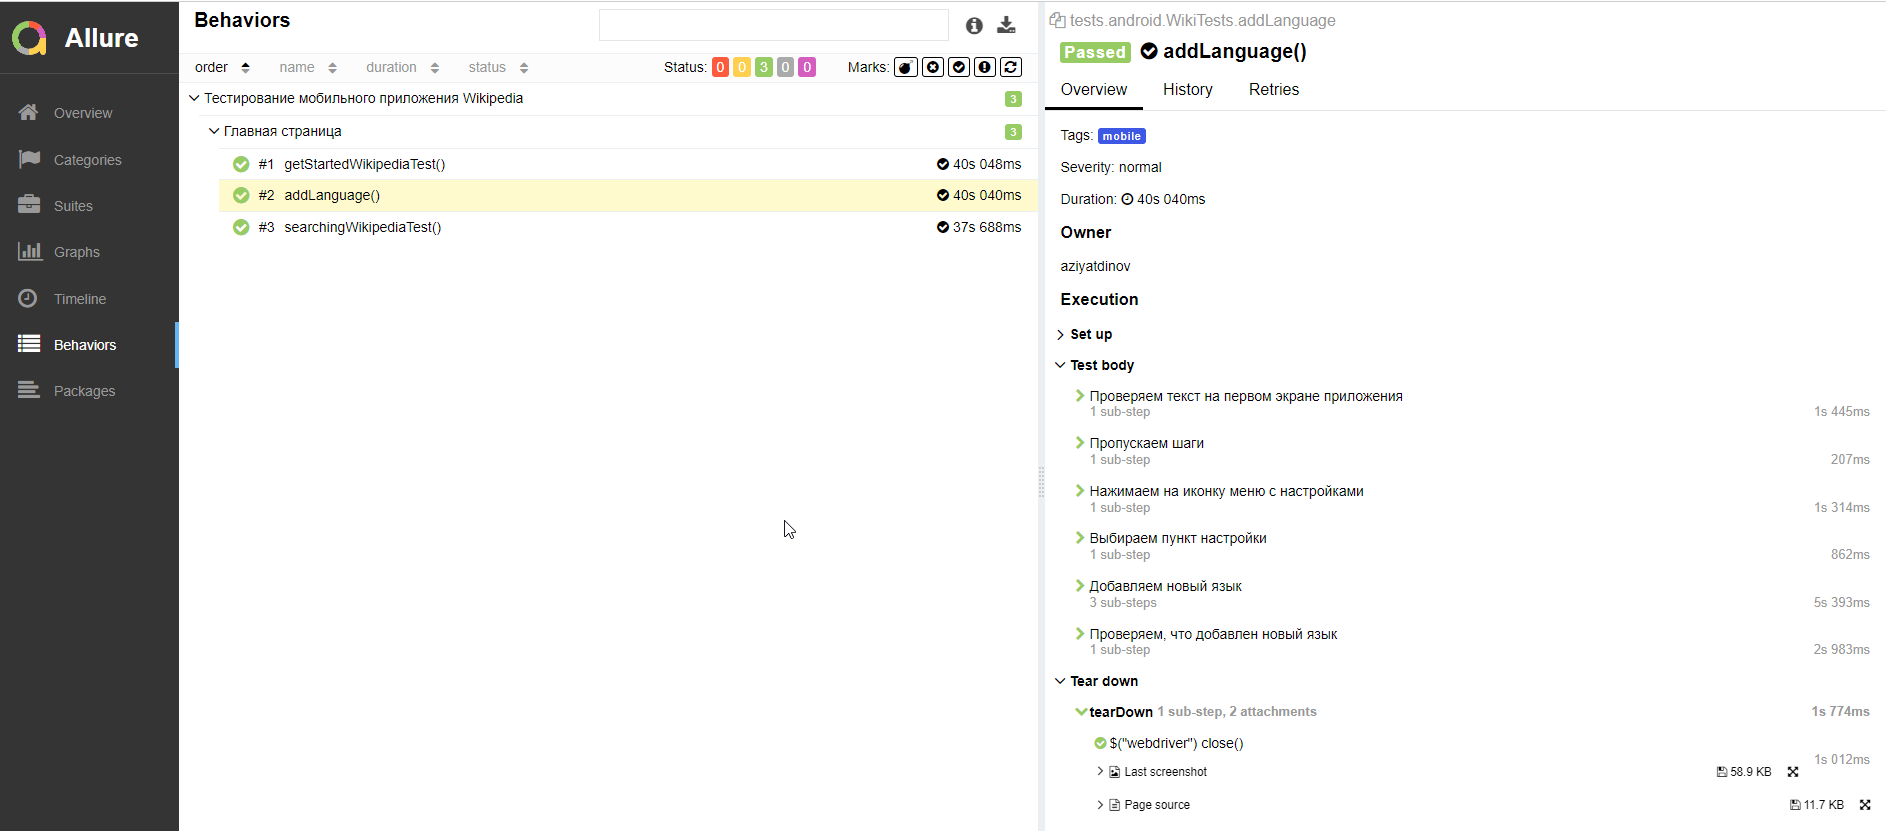 Allure
Overview
Categories
Suites
Graphs
Timeline
Behaviors
Packages
Behaviors
order name duration status Status: 0 0 3 0 0 Marks:
Тестирование мобильного приложения Wikipedia 3
Главная страница 3
#1 getStartedWikipediaTest() 40s 048ms
#2 addLanguage() 40s 040ms
#3 searchingWikipediaTest() 37s 688ms
tests.android.WikiTests.addLanguage
Passed addLanguage()
Overview History Retries
Tags: mobile
Severity: normal
Duration: 40s 040ms
Owner
aziyatdinov
Execution
Set up
Test body
Проверяем текст на первом экране приложения
1 sub-step 1s 445ms
Пропускаем шаги
1 sub-step 207ms
Нажимаем на иконку меню с настройками
1 sub-step 1s 314ms
Выбираем пункт настройки
1 sub-step 862ms
Добавляем новый язык
3 sub-steps 5s 393ms
Проверяем, что добавлен новый язык
1 sub-step 2s 983ms
Tear down
tearDown 1 sub-step, 2 attachments 1s 774ms
$("webdriver") close()
1s 012ms
Last screenshot 58.9 KB
Page source 11.7 KB